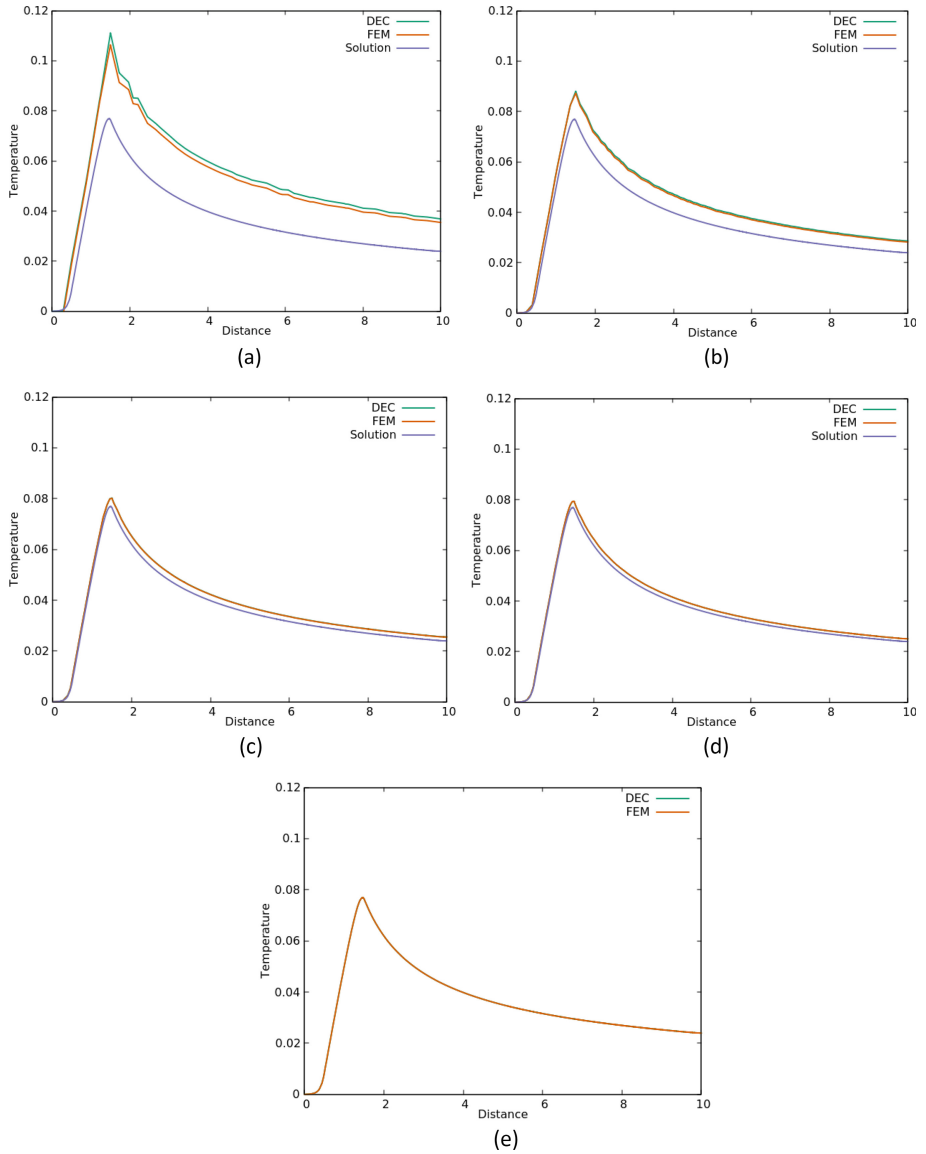 0.12
0.1
0.08
0.06
0.04
0.02
0
Temperature
DEC
FEM
Solution
0 2 4 6 8 10
Distance
(a)
0.12
0.1
0.08
0.06
0.04
0.02
0
Temperature
DEC
FEM
Solution
0 2 4 6 8 10
Distance
(b)
0.12
0.1
0.08
0.06
0.04
0.02
0
Temperature
DEC
FEM
Solution
0 2 4 6 8 10
Distance
(c)
0.12
0.1
0.08
0.06
0.04
0.02
0
Temperature
DEC
FEM
Solution
0 2 4 6 8 10
Distance
(d)
0.12
0.1
0.08
0.06
0.04
0.02
0
Temperature
DEC
FEM
0 2 4 6 8 10
Distance
(e)